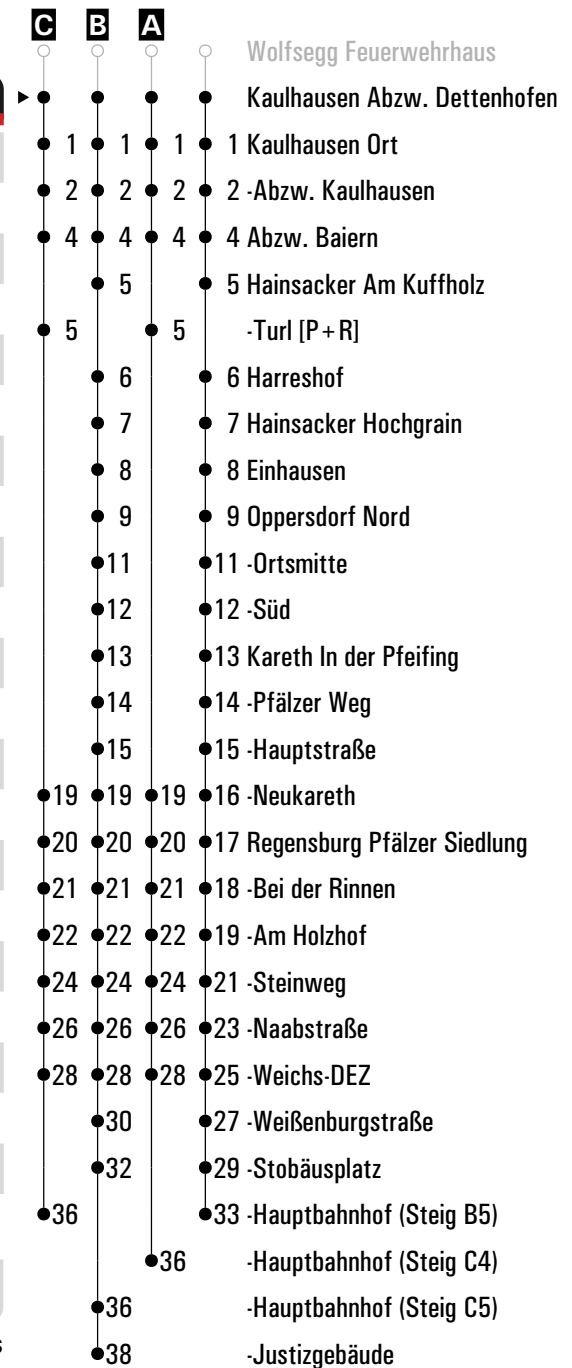 C B A
Wolfsegg Feuerwehrhaus
Kaulhausen Abzw. Dettenhofen
1 1 1 1 Kaulhausen Ort
2 2 2 2 -Abzw. Kaulhausen
4 4 4 4 Abzw. Baiern
5 5 Hainsacker Am Kuffholz
5 5 -Turl [P+R]
6 6 Harreshof
7 7 Hainsacker Hochgrain
8 8 Einhausen
9 9 Oppersdorf Nord
11 11 -Ortsmitte
12 12 -Süd
13 13 Kareth In der Pfeifing
14 14 -Pfälzer Weg
15 15 -Hauptstraße
19 19 19 16 -Neukareth
20 20 20 17 Regensburg Pfälzer Siedlung
21 21 21 18 -Bei der Rinnen
22 22 22 19 -Am Holzhof
24 24 24 21 -Steinweg
26 26 26 23 -Naabstraße
28 28 28 25 -Weichs-DEZ
30 27 -Weißenburgstraße
32 29 -Stobäusplatz
36 33 -Hauptbahnhof (Steig B5)
36 -Hauptbahnhof (Steig C4)
36 -Hauptbahnhof (Steig C5)
s 38 -Justizgebäude